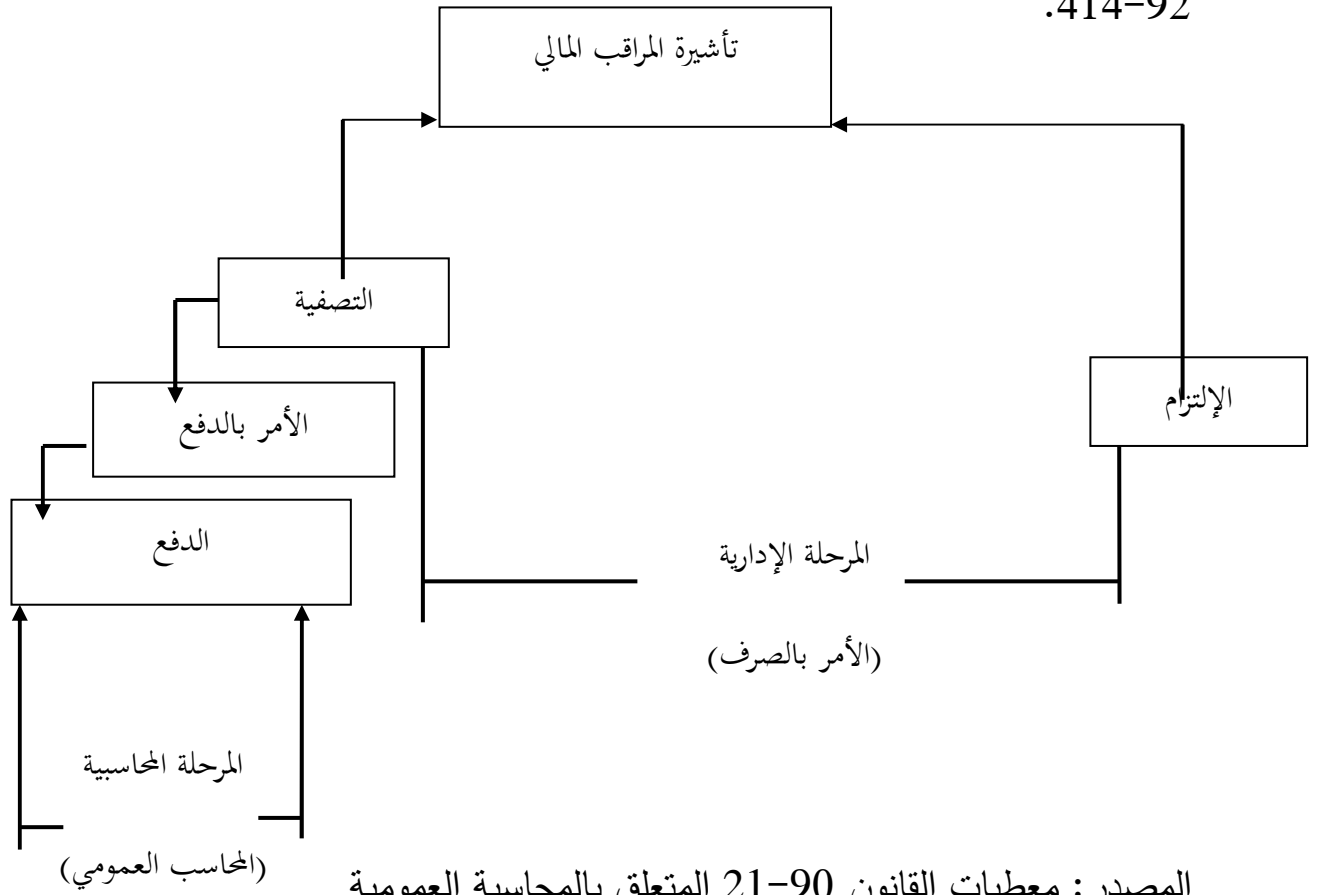 .414-92
تأشيرة المراقب المالي
التصفية
الإلتزام
الأمر بالدفع
الدفع
المرحلة الإدارية
(الأمر بالصرف)
المرحلة المحاسبية
(المحاسب العمومي)
المصدر : معطيات القانون 90-21 المتعلق بالمحاسبة العمومية